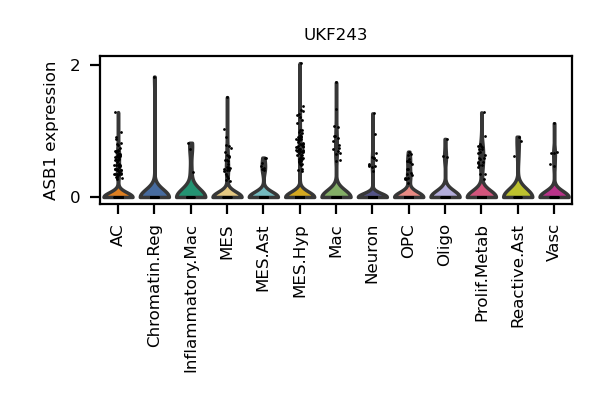 UKF243
ASB1 expression
2
0
AC
Chromatin.Reg
Inflammatory.Mac
MES
MES.Ast
MES.Hyp
Mac
Neuron
OPC
Oligo
Prolif.Metab
Reactive.Ast
Vasc